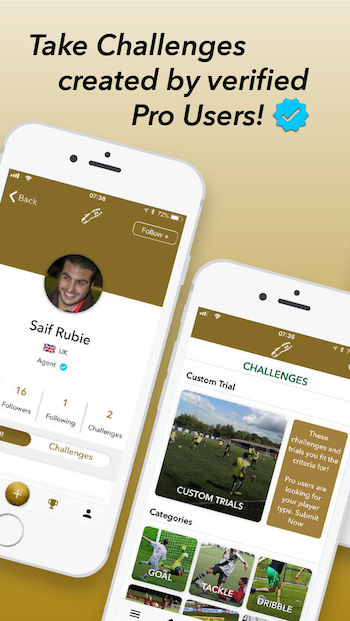 Take Challenges
created by verified
Pro Users!
07:38
72%
Back
Follow +
Saif Rubie
UK
Agent
16
1
2
Followers
Following
Challenges
Challenges
07:38
CHALLENGES
Custom Trial
CUSTOM TRIALS
These
challenges and
trials you fit the
criteria for!
Pro users are
looking for
your player
type. Submit
Now
Categories
GOAL
TACKLE
DRIBBLE